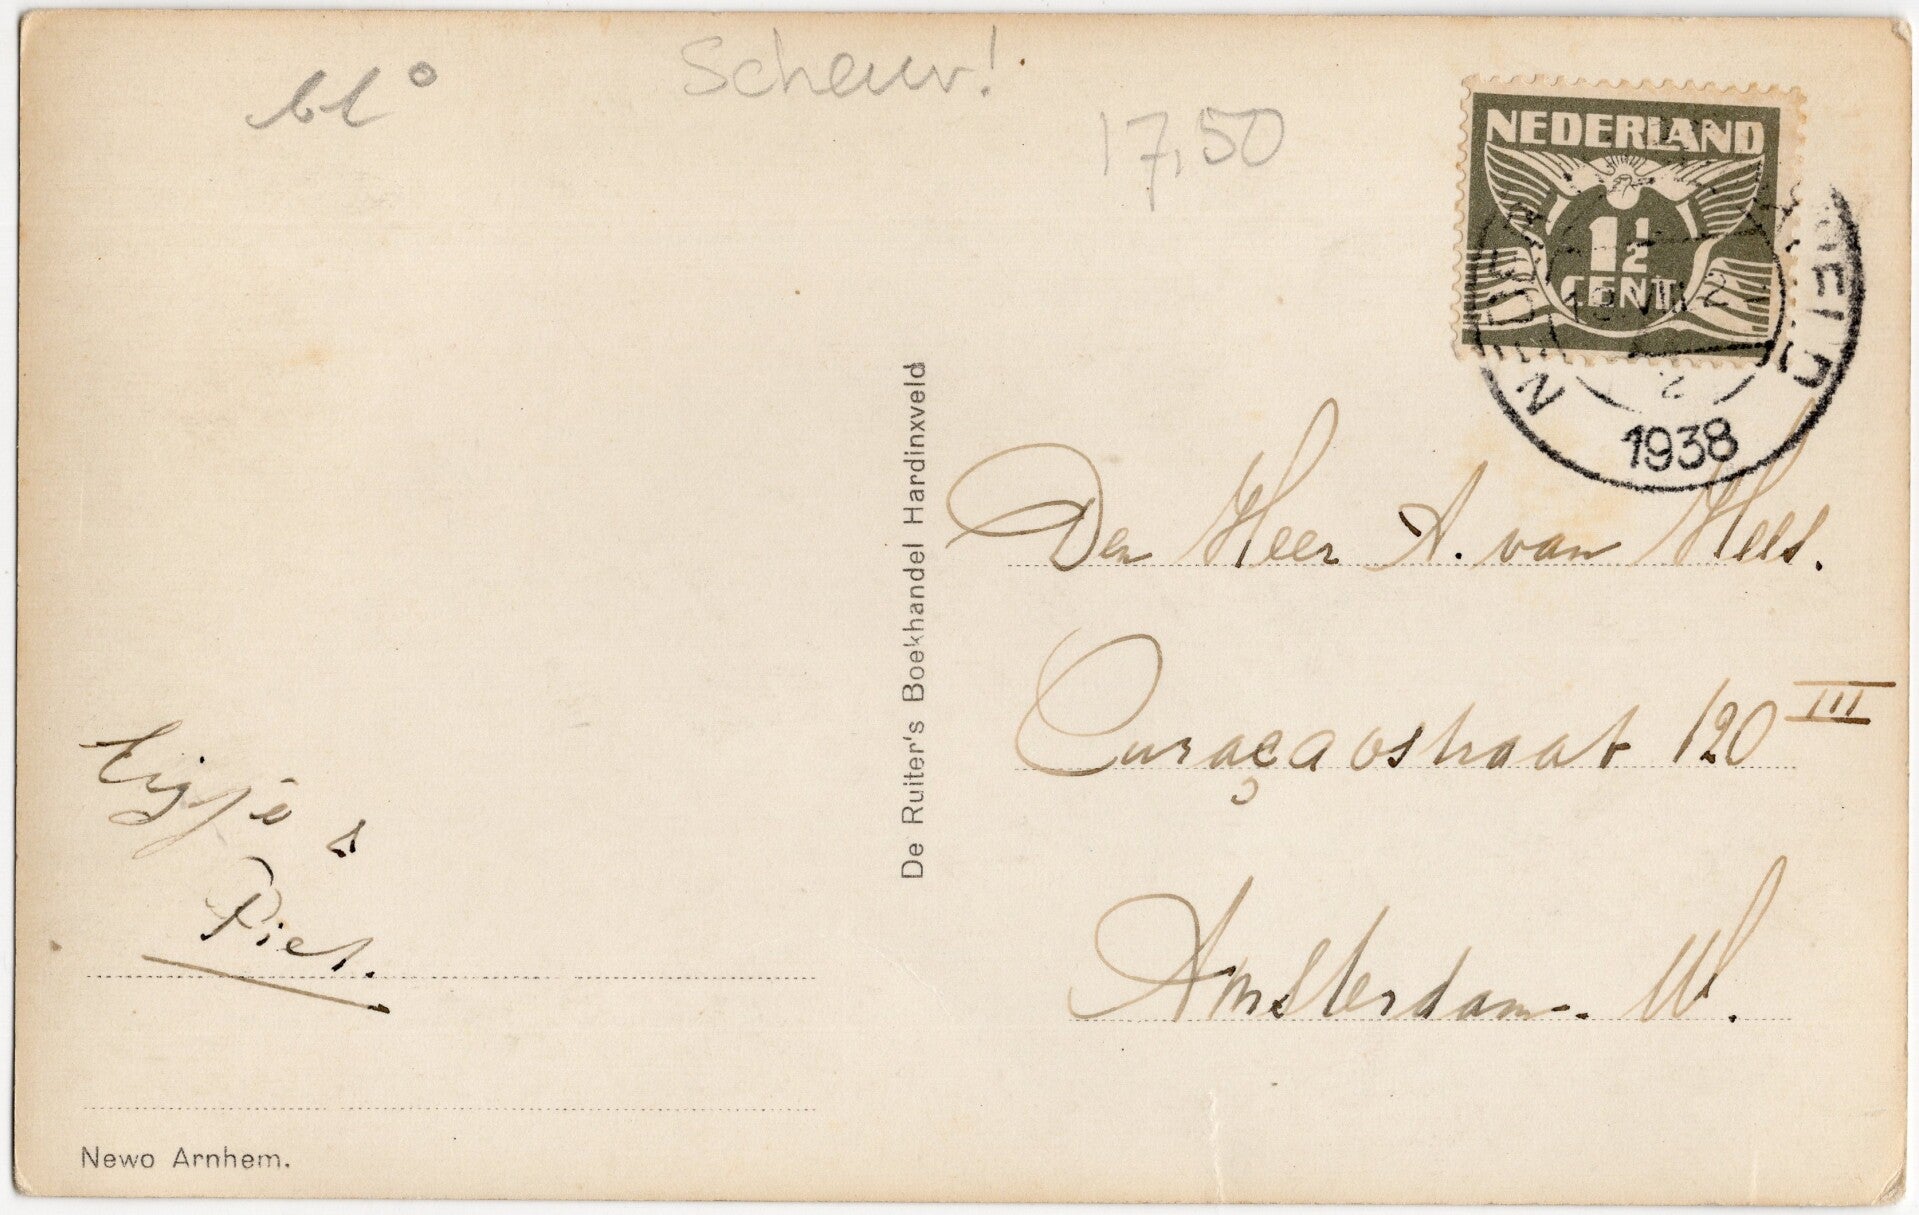 Scheur!
17,50
NEDERLAND
1½
CENT
1938
De Ruiter's Boekhandel Hardinxveld
Den Heer A. van Hees.
Curaçaostraat 120 III
Amsterdam. W.
Piet.
Newo Arnhem.